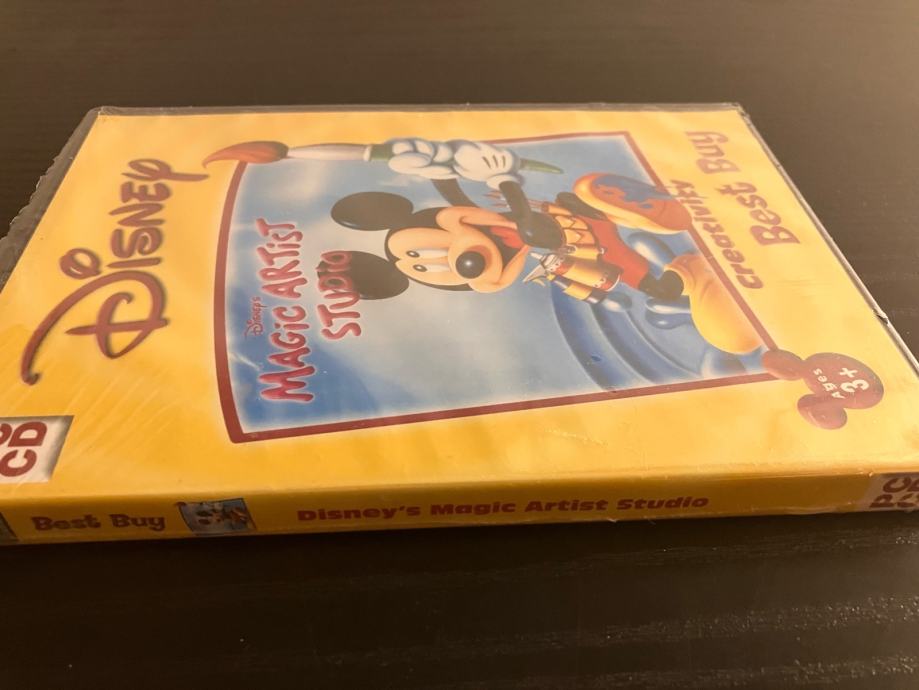 Disney
Disney's
MAGIC ARTIST
STUDIO
Creativity
Best Buy
Ages
3+
CD
Best Buy
Disney's Magic Artist Studio
PC